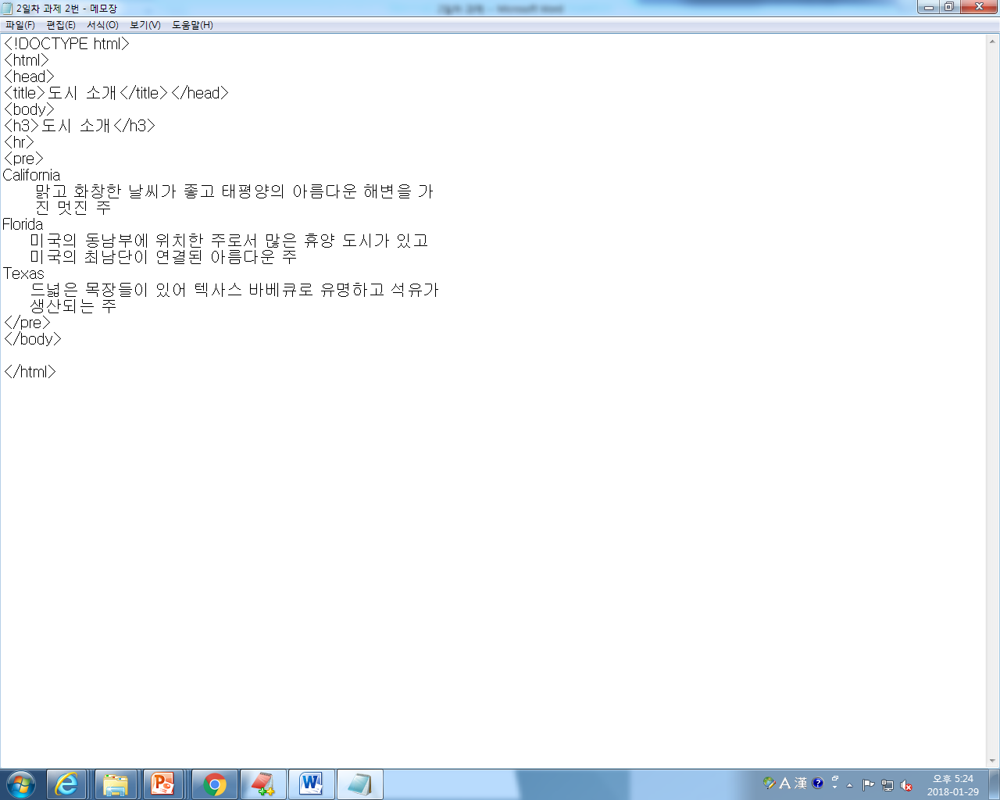 2일차 과제 2번 - 메모장
파일(F) 편집(E) 서식(O) 보기(V) 도움말(H)
<!DOCTYPE html>
<html>
<head>
<title>도시 소개</title></head>
<body>
<h3>도시 소개</h3>
<hr>
<pre>
California
맑고 화창한 날씨가 좋고 태평양의 아름다운 해변을 가
진 멋진 주
Florida
미국의 동남부에 위치한 주로서 많은 휴양 도시가 있고
미국의 최남단이 연결된 아름다운 주
Texas
드넓은 목장들이 있어 텍사스 바베큐로 유명하고 석유가
생산되는 주
</pre>
</body>
</html>
A 漢
오후 5:24
2018-01-29